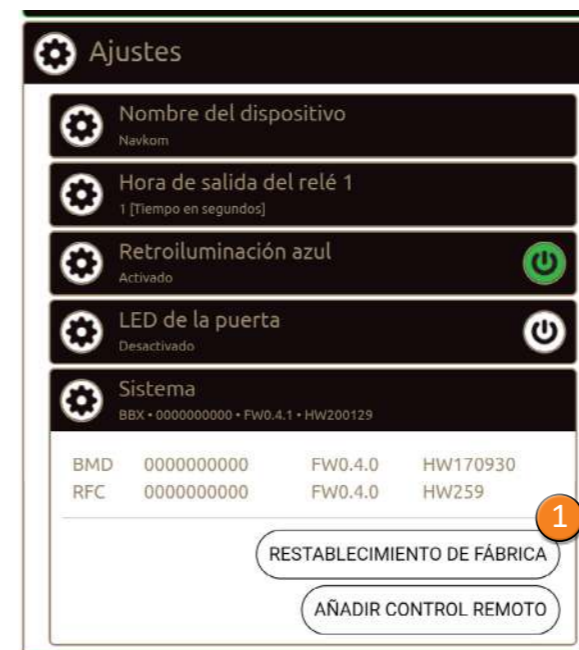 Ajustes
Nombre del dispositivo
Navkom
Hora de salida del relé 1
1 [Tiempo en segundos]
Retroiluminación azul
Activado
LED de la puerta
Desactivado
Sistema
BBX • 0000000000 • FW0.4.1 • HW200129
BMD 0000000000 FW0.4.0 HW170930
RFC 0000000000 FW0.4.0 HW259
1
RESTABLECIMIENTO DE FÁBRICA
AÑADIR CONTROL REMOTO